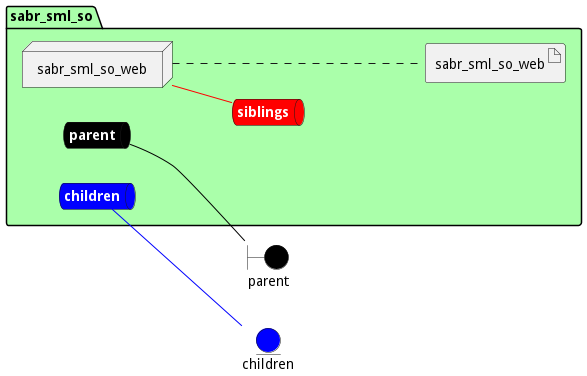 sabr_sml_so
sabr_sml_so_web
sabr_sml_so_web
siblings
parent
children
parent
children